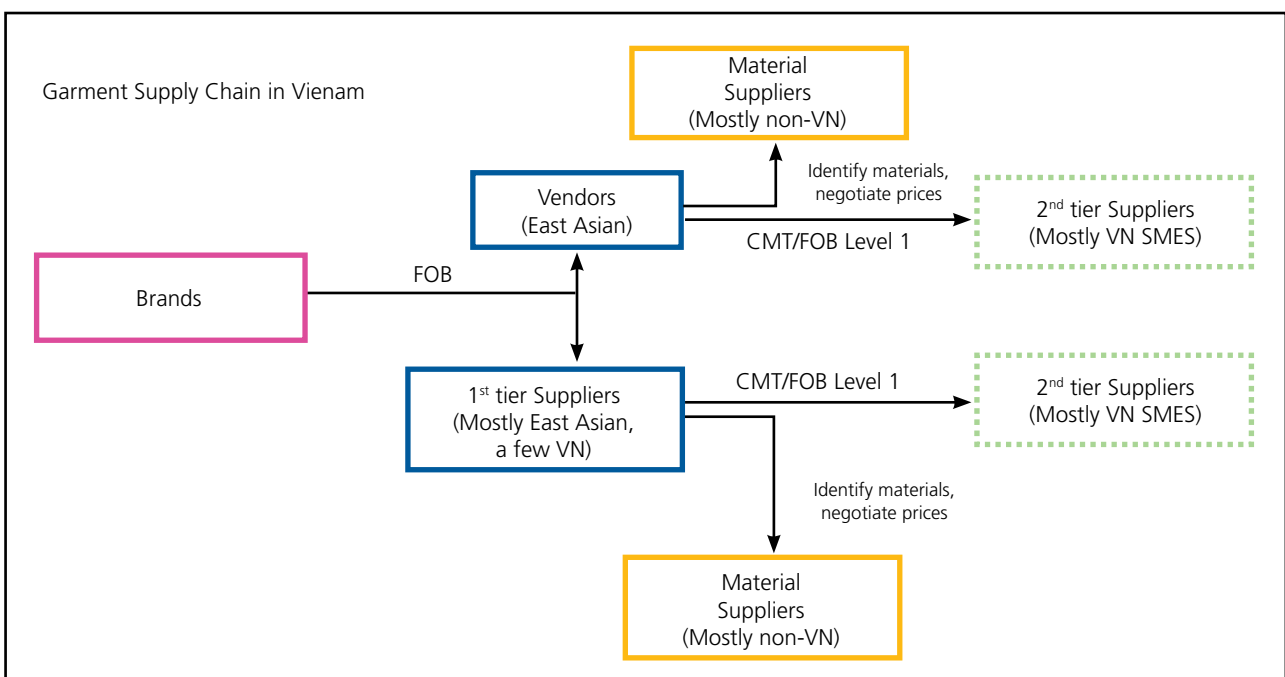 Garment Supply Chain in Vienam
Material
Suppliers
(Mostly non-VN)
Identify materials,
negotiate prices
Vendors
(East Asian)
CMT/FOB Level 1
2nd tier Suppliers
(Mostly VN SMES)
Brands
FOB
1st tier Suppliers
(Mostly East Asian,
a few VN)
CMT/FOB Level 1
2nd tier Suppliers
(Mostly VN SMES)
Identify materials,
negotiate prices
Material
Suppliers
(Mostly non-VN)